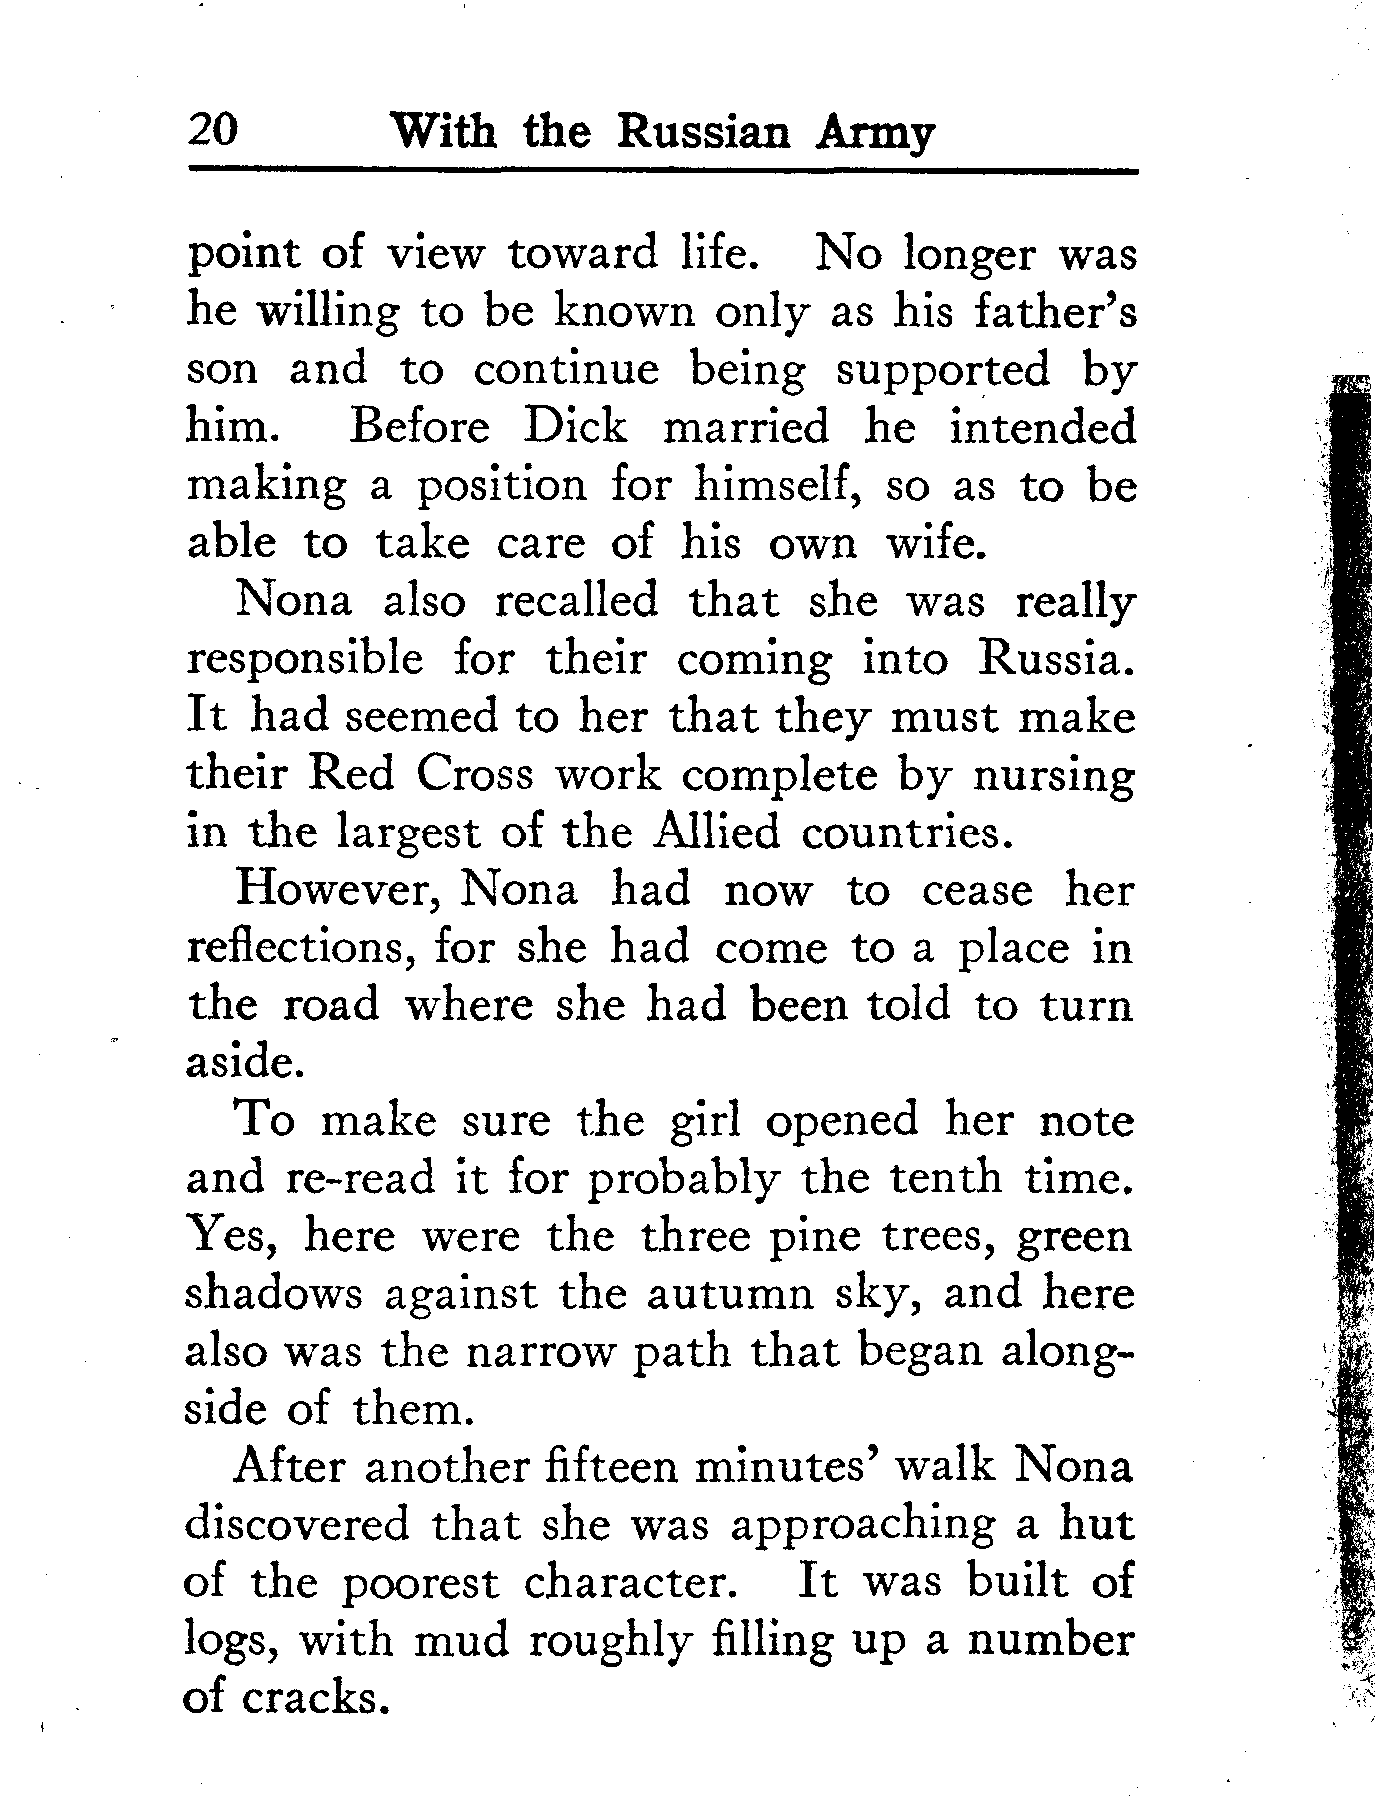 20 With the Russian Army
point of view toward life. No longer was
he willing to be known only as his father's
son and to continue being supported by
him. Before Dick married he intended
making a position for himself, so as to be
able to take care of his own wife.
Nona also recalled that she was really
responsible for their coming into Russia.
It had seemed to her that they must make
their Red Cross work complete by nursing
in the largest of the Allied countries.
However, Nona had now to cease her
reflections, for she had come to a place in
the road where she had been told to turn
aside.
To make sure the girl opened her note
and re-read it for probably the tenth time.
Yes, here were the three pine trees, green
shadows against the autumn sky, and here
also was the narrow path that began along-
side of them.
After another fifteen minutes' walk Nona
discovered that she was approaching a hut
of the poorest character. It was built of
logs, with mud roughly filling up a number
of cracks.